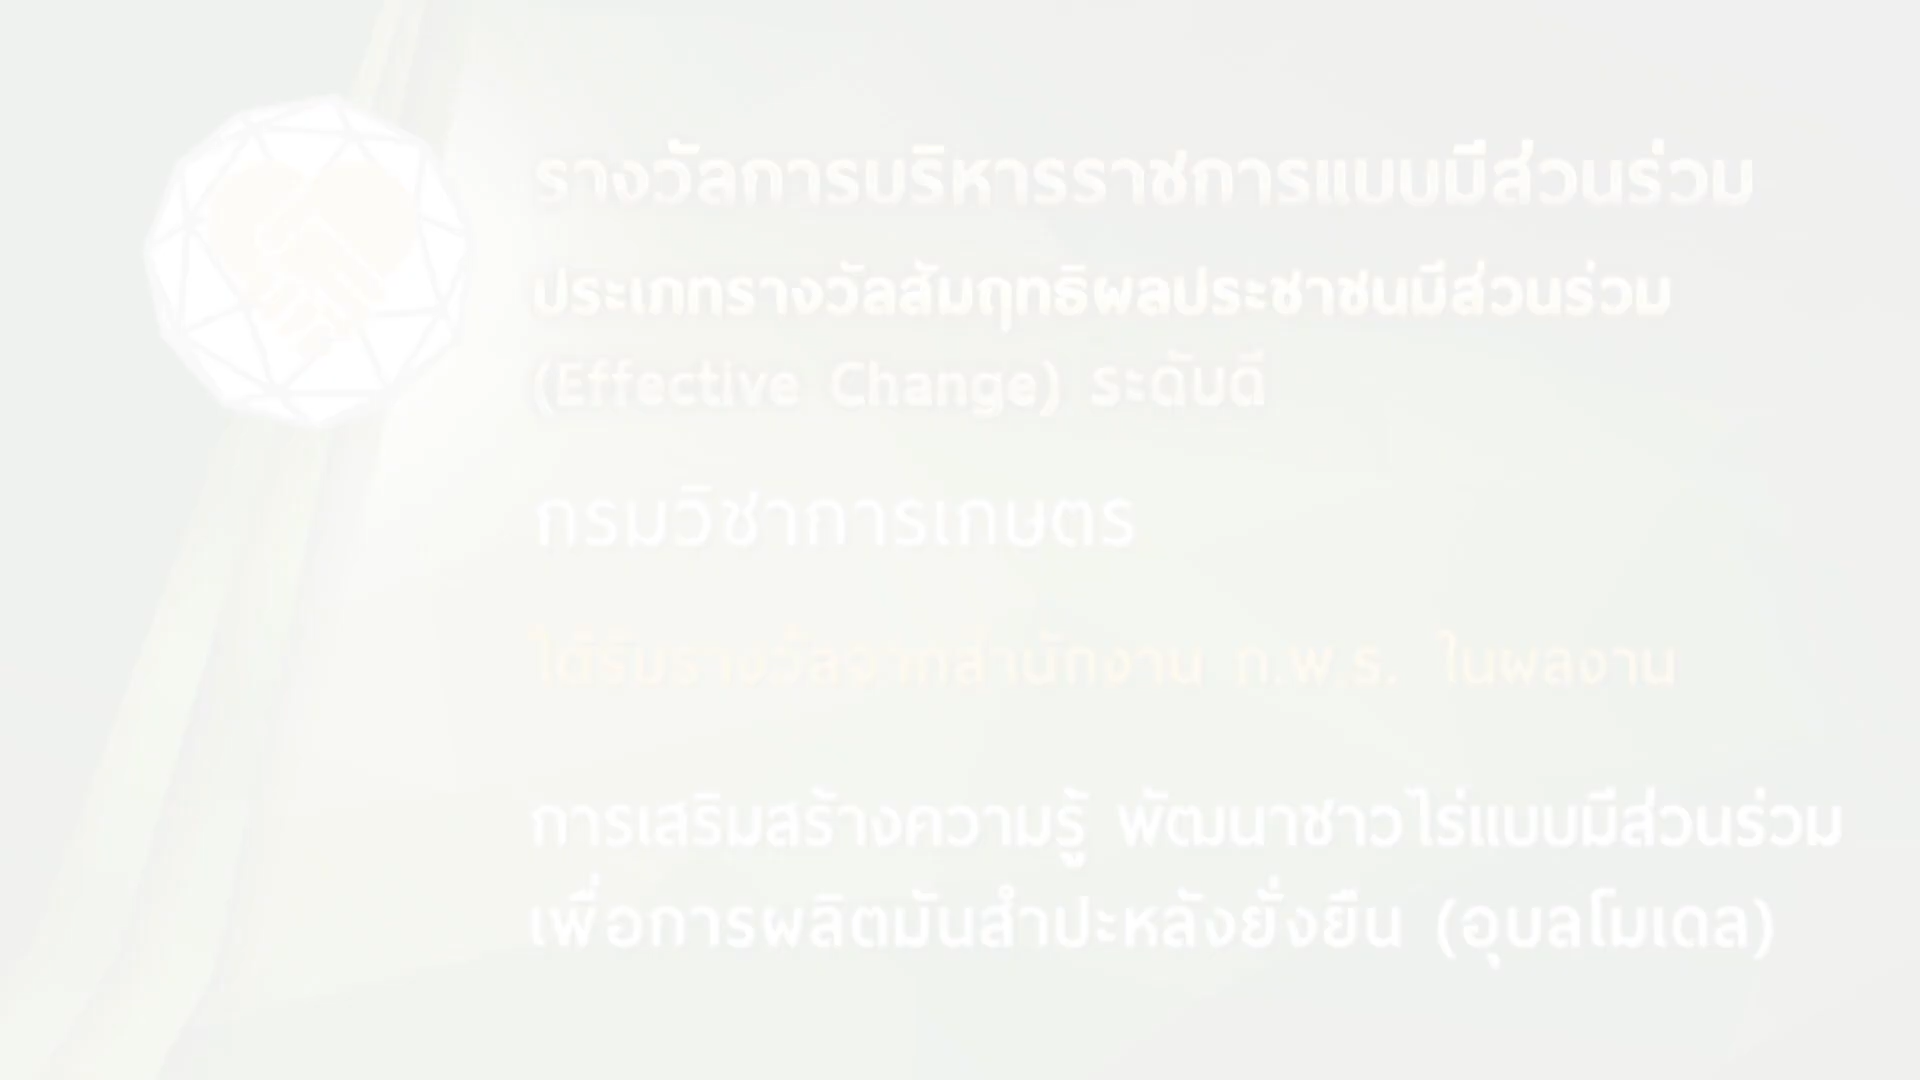 รางวัลการบริหารราชการแบบมีส่วนร่วม
ประเภทรางวัลสัมฤทธิผลประชาชนมีส่วนร่วม
(Effective Change) ระดับดี
กรมวิชาการเกษตร
ได้รับรางวัลจากสำนักงาน ก.พ.ร. ในผลงาน
การเสริมสร้างความรู้ พัฒนาชาวไร่แบบมีส่วนร่วม
เพื่อการผลิตมันสำปะหลังยั่งยืน (อุบลโมเดล)